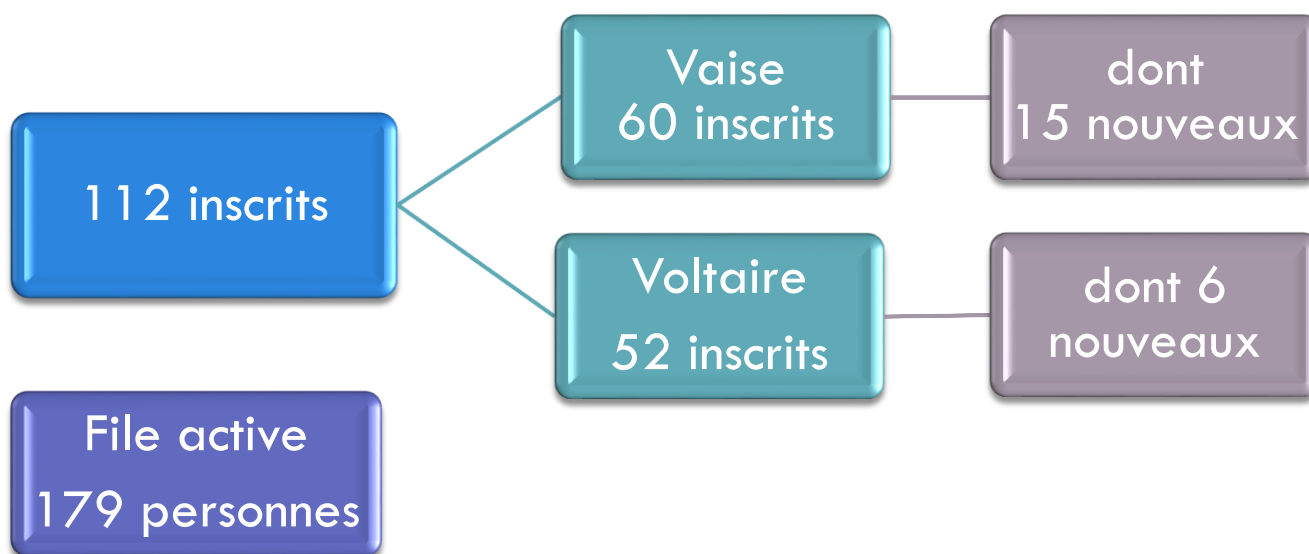 112 inscrits
Vaise
60 inscrits
dont
15 nouveaux
Voltaire
52 inscrits
dont 6
nouveaux
File active
179 personnes